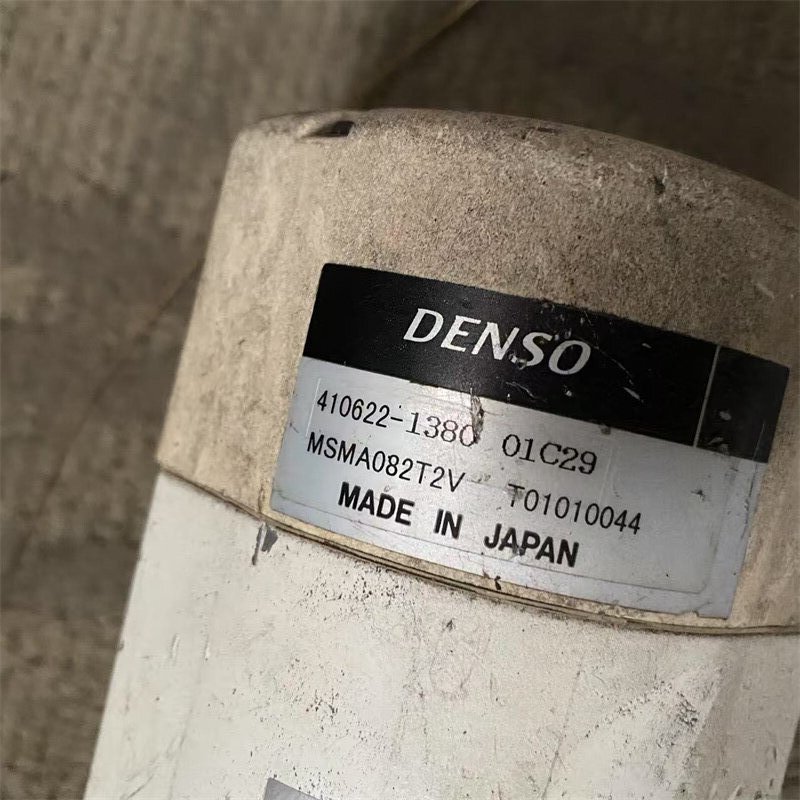 DENSO
410622-1380 01C29
MSMA082T2V T01010044
MADE IN JAPAN